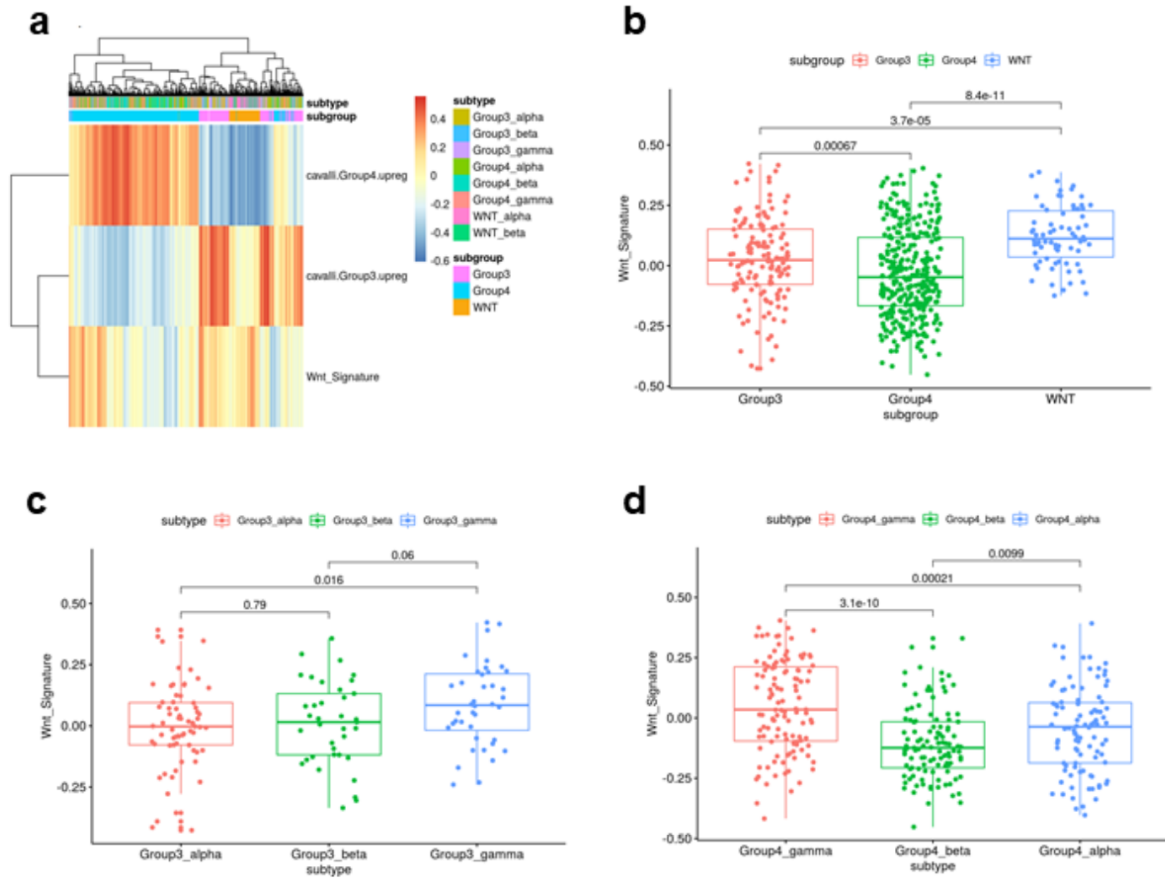 a
subtype
subgroup
cavalli.Group4.upreg
cavalli.Group3.upreg
Wnt_Signature
0.4
0.2
0
-0.2
-0.4
-0.6
subtype
Group3_alpha
Group3_beta
Group3_gamma
Group4_alpha
Group4_beta
Group4_gamma
WNT_alpha
WNT_beta
subgroup
Group3
Group4
WNT
b
subgroup Group3 Group4 WNT
8.4e-11
3.7e-05
0.00067
0.50
0.25
0.00
-0.25
-0.50
Wnt_Signature
Group3 Group4 WNT
subgroup
c
subtype Group3_alpha Group3_beta Group3_gamma
0.06
0.016
0.79
0.50
0.25
0.00
-0.25
Wnt_Signature
Group3_alpha Group3_beta Group3_gamma
subtype
d
subtype Group4_gamma Group4_beta Group4_alpha
0.0099
0.00021
3.1e-10
0.50
0.25
0.00
-0.25
-0.50
Wnt_Signature
Group4_gamma Group4_beta Group4_alpha
subtype